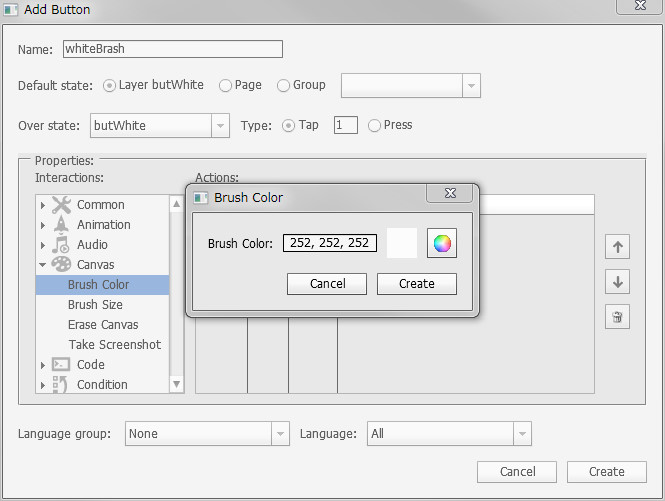 Add Button
Name: whiteBrash
Default state: Layer butWhite Page Group
Over state: butWhite Type: Tap 1 Press
Properties:
Interactions: Actions:
Common
Animation
Audio
Canvas
Brush Color
Brush Size
Erase Canvas
Take Screenshot
Code
Condition
Brush Color
Brush Color: 252, 252, 252
Cancel Create
Language group: None Language: All
Cancel Create